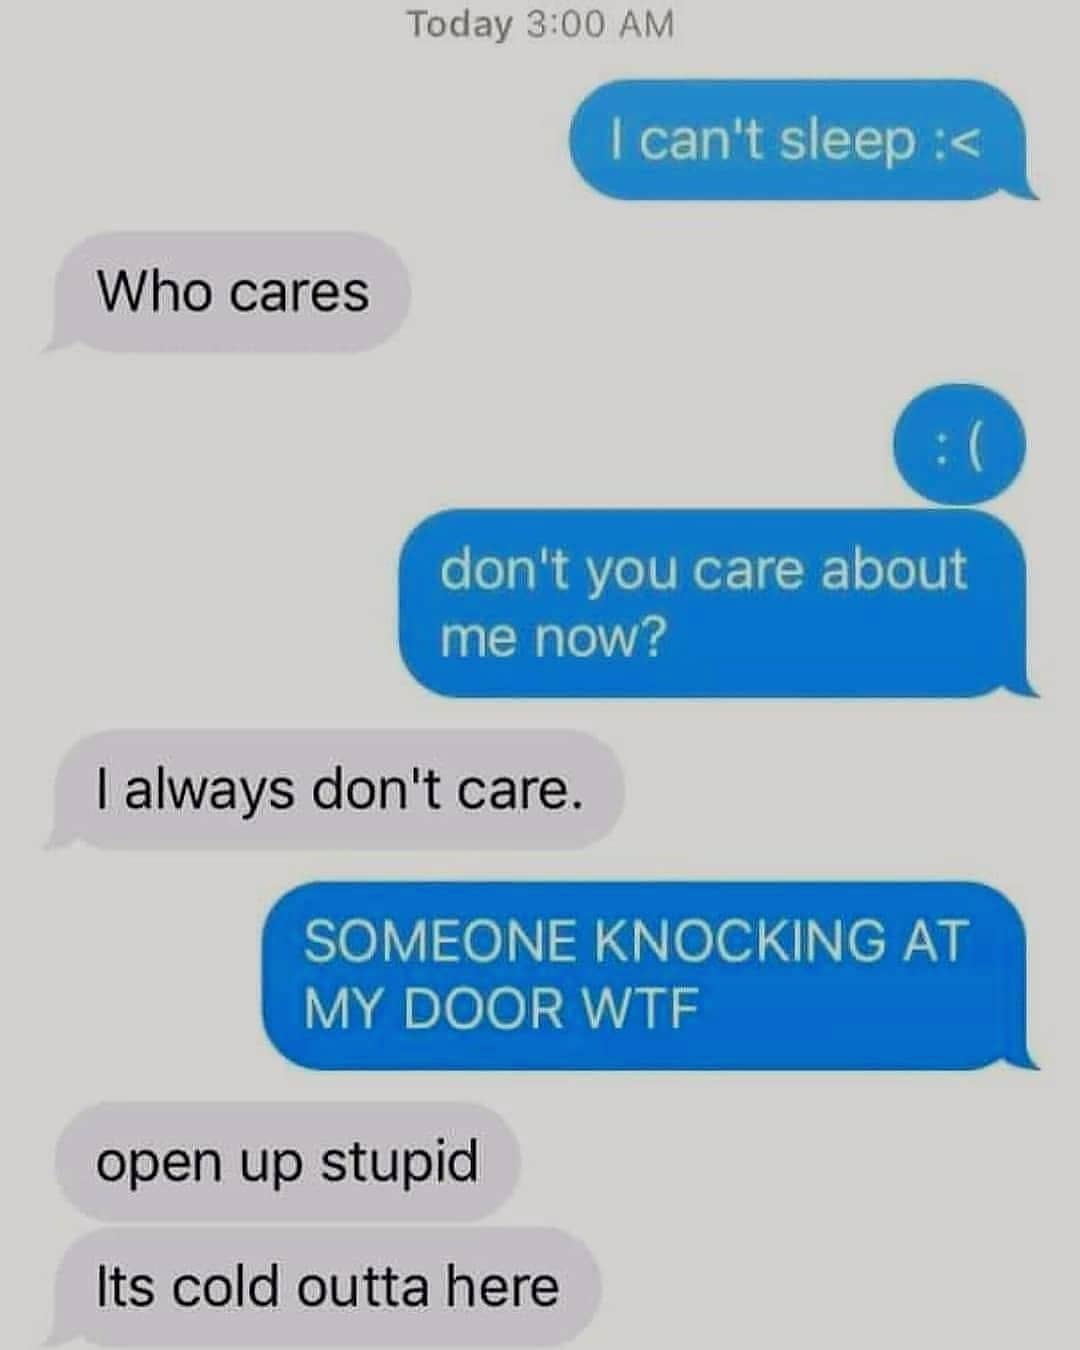 Today 3:00 AM
I can't sleep :<
Who cares
: (
don't you care about
me now?
I always don't care.
SOMEONE KNOCKING AT
MY DOOR WTF
open up stupid
Its cold outta here